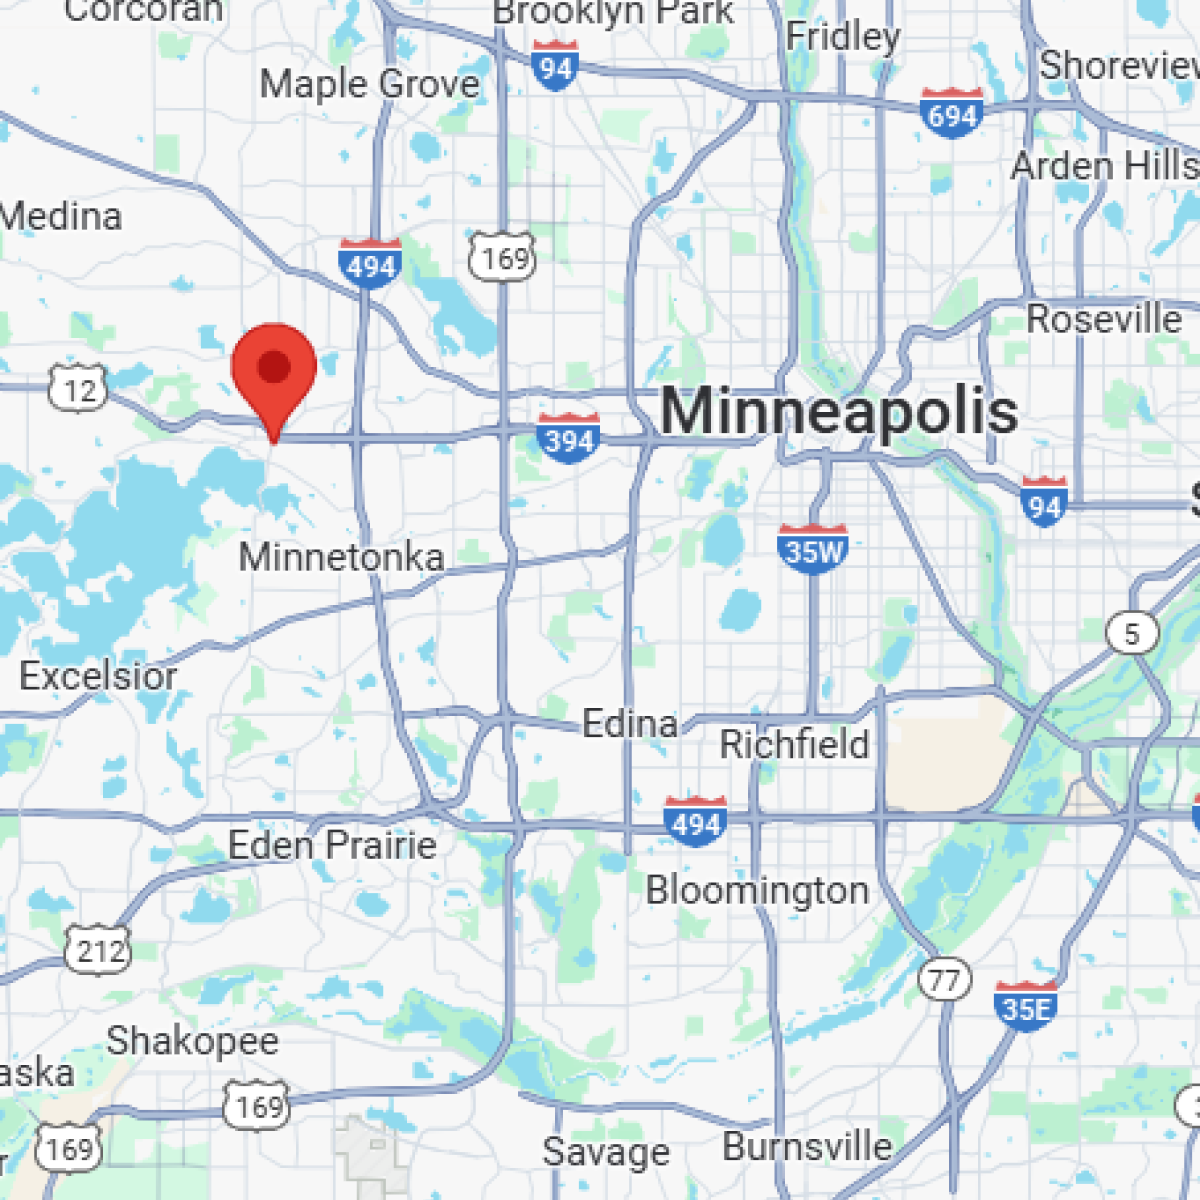 Corcoran
Brooklyn Park
Fridley
94
Shoreview
Maple Grove
694
Arden Hills
Medina
494
169
Roseville
12
Minneapolis
394
94
35W
Minnetonka
5
Excelsior
Edina
Richfield
494
Eden Prairie
Bloomington
212
77
35E
Shakopee
aska
169
169
Savage
Burnsville